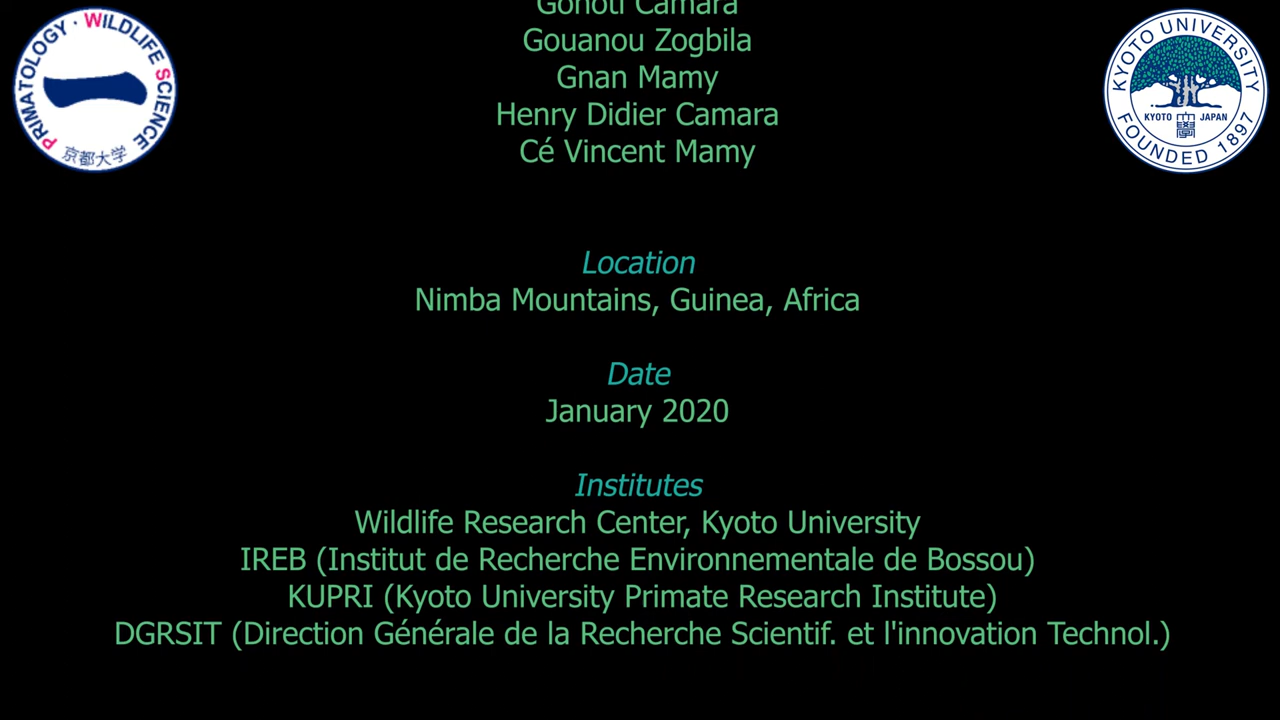 PRIMATOLOGY · WILDLIFE SCIENCE
京都大学
KYOTO UNIVERSITY
KYOTO JAPAN
大學
FOUNDED 1897
Camara
Gouanou Zogbila
Gnan Mamy
Henry Didier Camara
Cé Vincent Mamy
Location
Nimba Mountains, Guinea, Africa
Date
January 2020
Institutes
Wildlife Research Center, Kyoto University
IREB (Institut de Recherche Environnementale de Bossou)
KUPRI (Kyoto University Primate Research Institute)
DGRSIT (Direction Générale de la Recherche Scientif. et l'innovation Technol.)